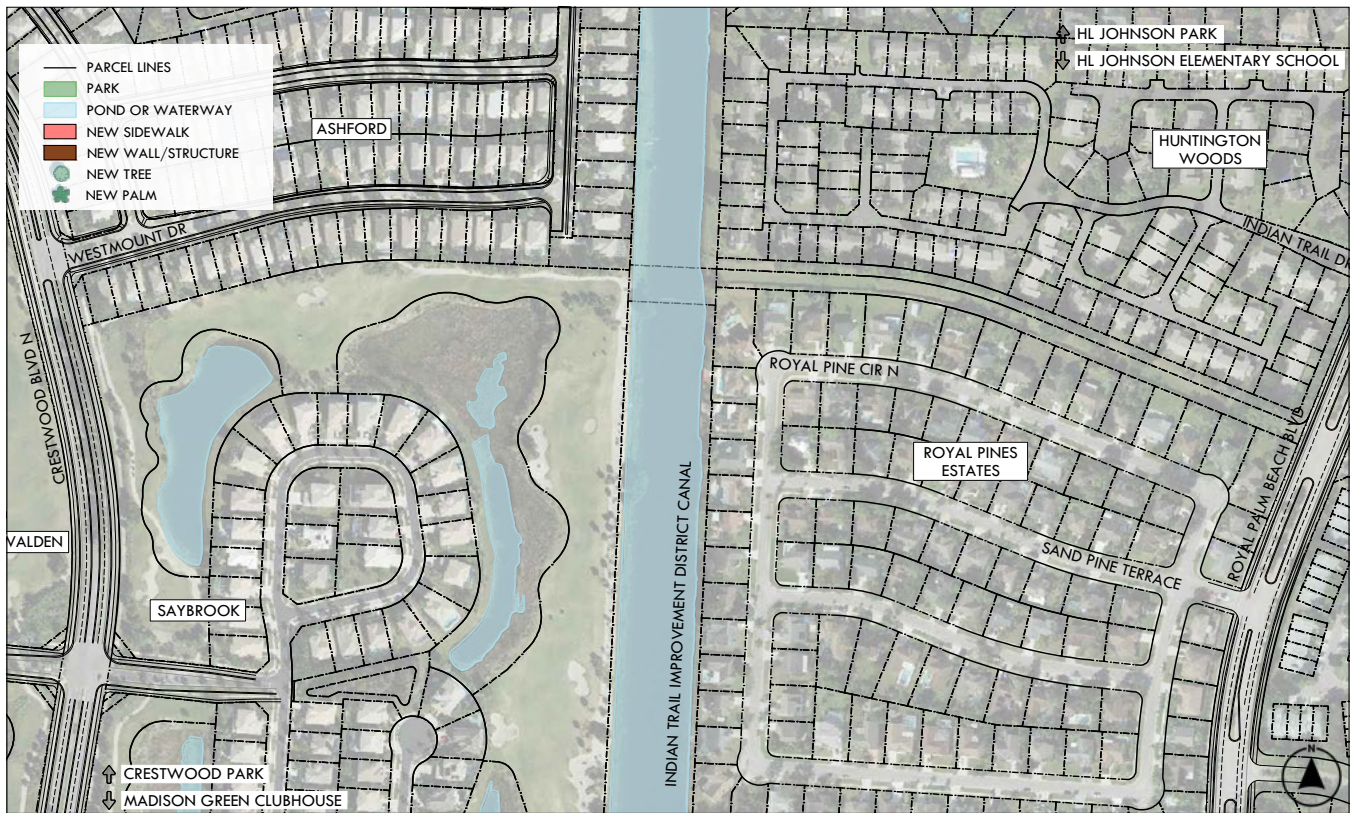 PARCEL LINES
PARK
POND OR WATERWAY
NEW SIDEWALK
NEW WALL/STRUCTURE
NEW TREE
NEW PALM
HL JOHNSON PARK
HL JOHNSON ELEMENTARY SCHOOL
ASHFORD
HUNTINGTON
WOODS
WESTMOUNT DR
INDIAN TRAIL DR
CRESTWOOD BLVD N
ROYAL PINE CIR N
ROYAL PINES
ESTATES
ROYAL PALM BEACH BLVD
SAND PINE TERRACE
INDIAN TRAIL IMPROVEMENT DISTRICT CANAL
VALDEN
SAYBROOK
CRESTWOOD PARK
MADISON GREEN CLUBHOUSE
N